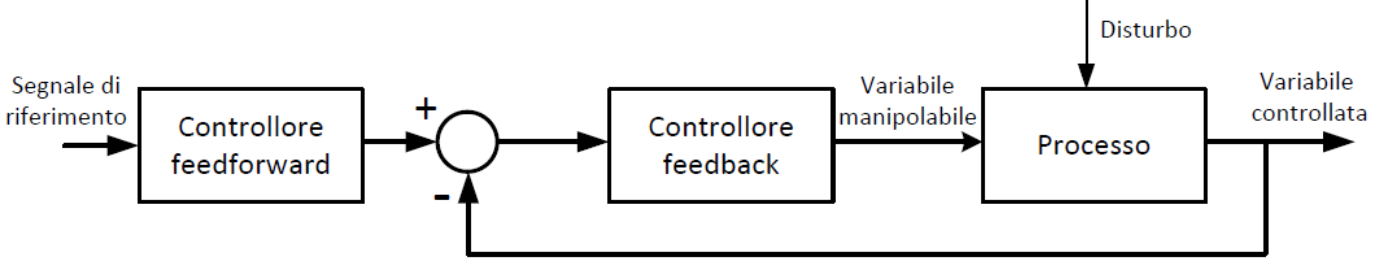 Disturbo
Segnale di
riferimento
Controllore
feedforward
+
-
Controllore
feedback
Variabile
manipolabile
Processo
Variabile
controllata